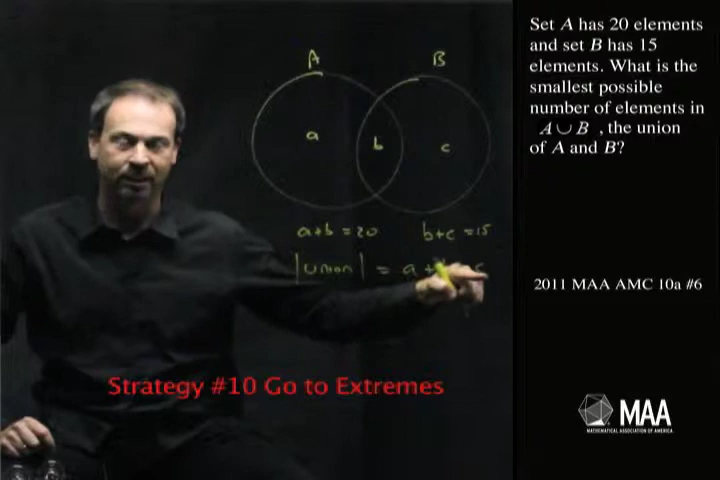 Set A has 20 elements
and set B has 15
elements. What is the
smallest possible
number of elements in
A ∪ B , the union
of A and B?
A
B
a
b
c
a+b = 20
b+c = 15
|union| = a +
c
2011 MAA AMC 10a #6
Strategy #10 Go to Extremes
MAA
MATHEMATICAL ASSOCIATION OF AMERICA